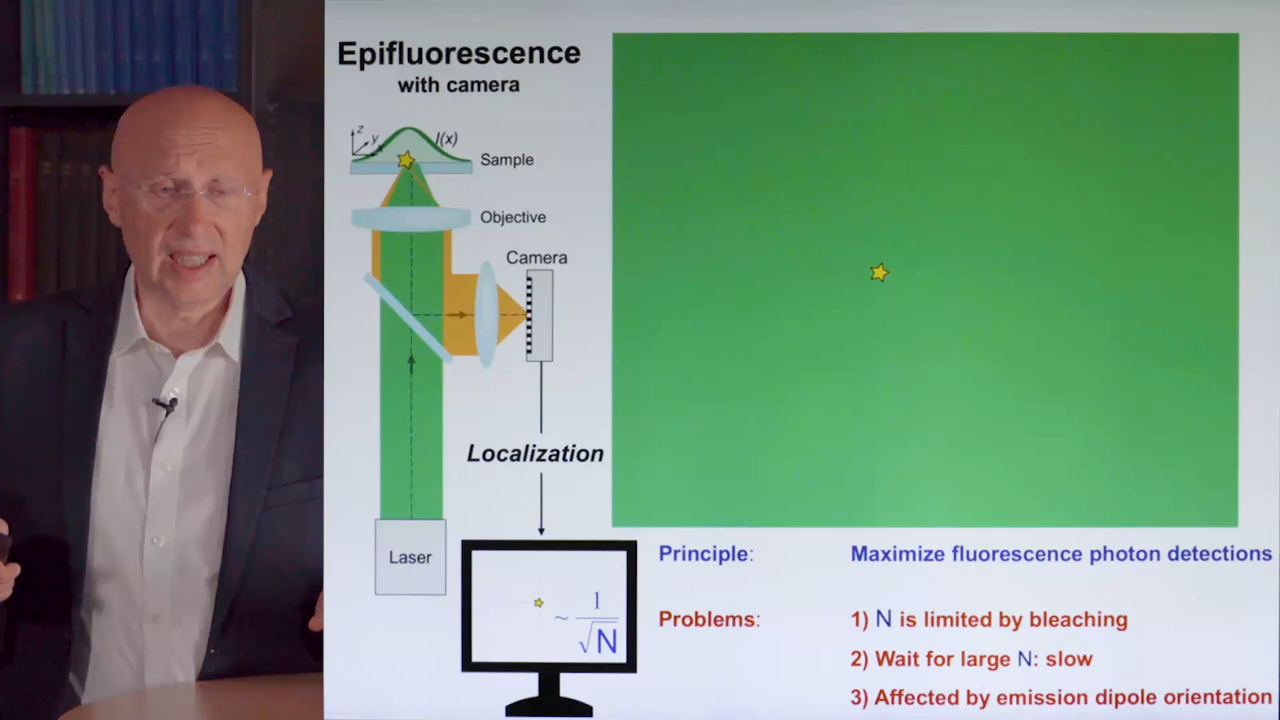 Epifluorescence
with camera
z
y
I(x)
Sample
Objective
Camera
Localization
Laser
~ 1/√N
Principle: Maximize fluorescence photon detections
Problems: 1) N is limited by bleaching
2) Wait for large N: slow
3) Affected by emission dipole orientation